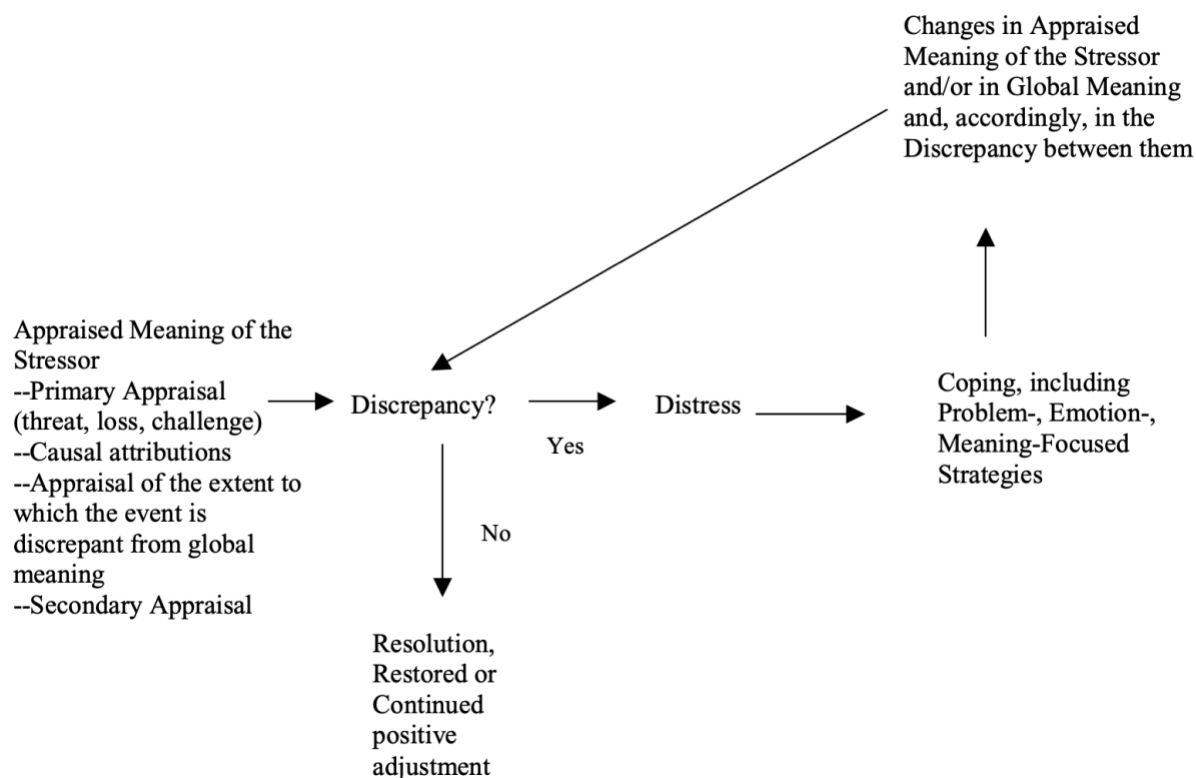 Changes in Appraised
Meaning of the Stressor
and/or in Global Meaning
and, accordingly, in the
Discrepancy between them
Appraised Meaning of the
Stressor
--Primary Appraisal
(threat, loss, challenge)
--Causal attributions
--Appraisal of the extent to
which the event is
discrepant from global
meaning
--Secondary Appraisal
Discrepancy?
Yes
Distress
Coping, including
Problem-, Emotion-,
Meaning-Focused
Strategies
No
Resolution,
Restored or
Continued
positive
adjustment